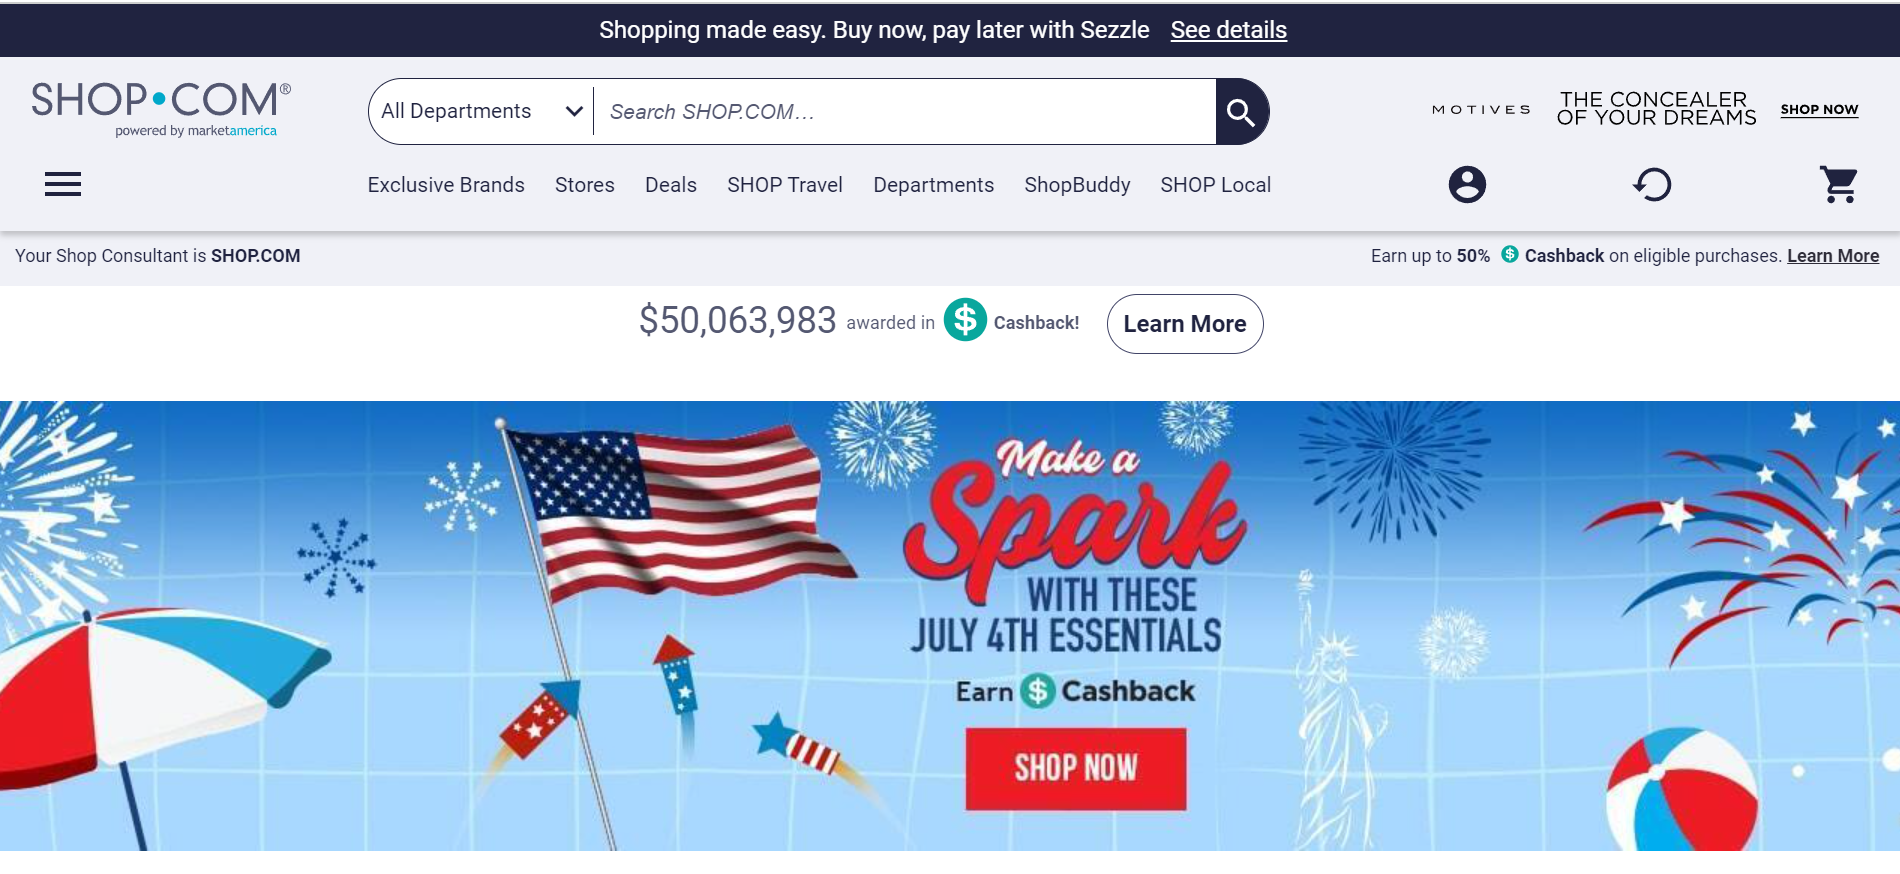 Shopping made easy. Buy now, pay later with Sezzle See details
SHOP•COM®
powered by marketamerica
All Departments
Search SHOP.COM...
MOTIVES
THE CONCEALER
OF YOUR DREAMS
SHOP NOW
Exclusive Brands Stores Deals SHOP Travel Departments ShopBuddy SHOP Local
Your Shop Consultant is SHOP.COM
Earn up to 50% $ Cashback on eligible purchases. Learn More
$50,063,983 awarded in $ Cashback! Learn More
Make a
Spark
WITH THESE
JULY 4TH ESSENTIALS
Earn $ Cashback
SHOP NOW